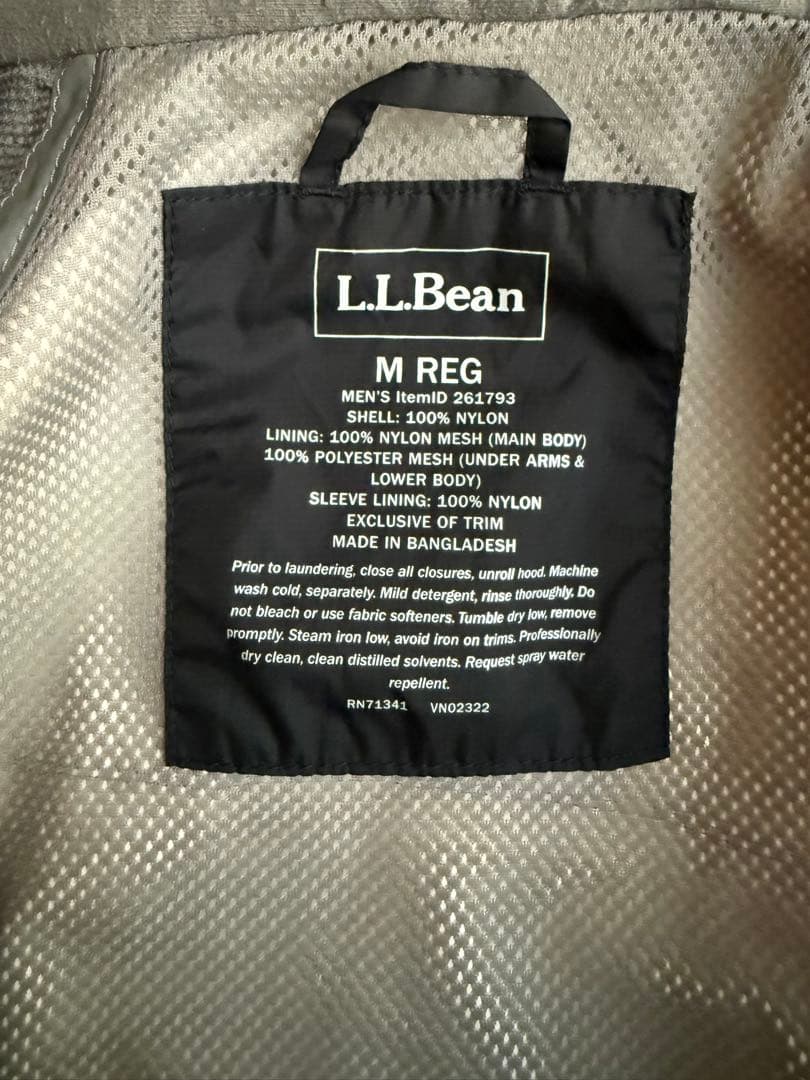 L.L.Bean
M REG
MEN'S ItemID 261793
SHELL: 100% NYLON
LINING: 100% NYLON MESH (MAIN BODY)
100% POLYESTER MESH (UNDER ARMS &
LOWER BODY)
SLEEVE LINING: 100% NYLON
EXCLUSIVE OF TRIM
MADE IN BANGLADESH
Prior to laundering, close all closures, unroll hood. Machine
wash cold, separately. Mild detergent, rinse thoroughly. Do
not bleach or use fabric softeners. Tumble dry low, remove
promptly. Steam iron low, avoid iron on trims. Professionally
dry clean, clean distilled solvents. Request spray water
repellent.
RN71341 VN02322